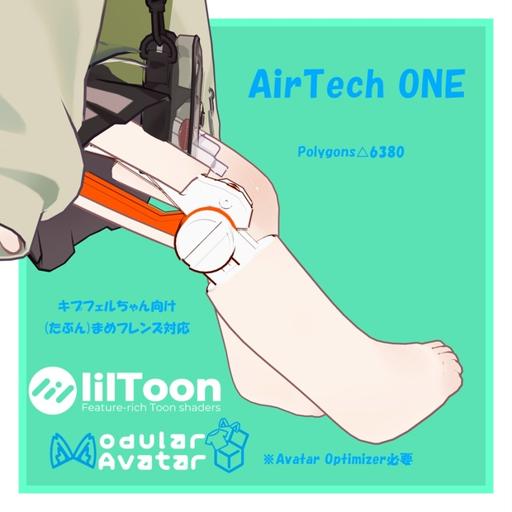 AirTech ONE
Polygons△6380
キプフェルちゃん向け
(たぶん)まめフレンズ対応
lilToon
Feature-rich Toon shaders
Modular
Avatar
※Avatar Optimizer必要